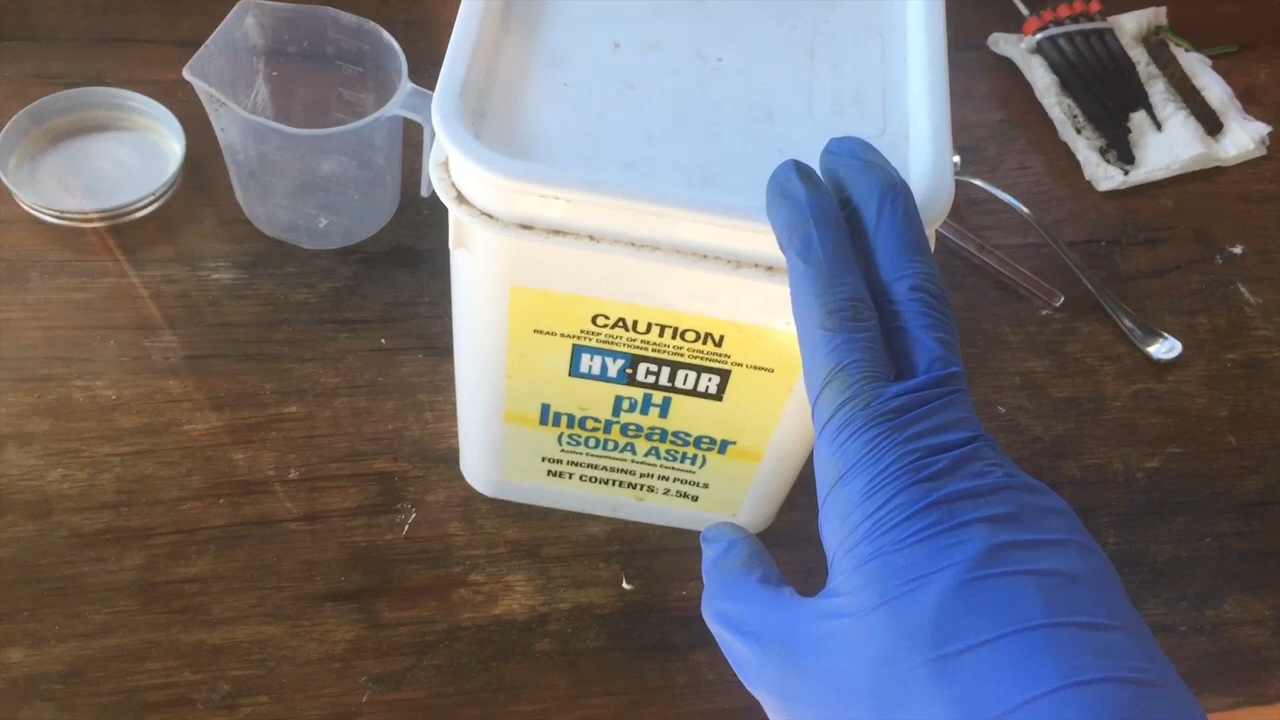 CAUTION
KEEP OUT OF REACH OF CHILDREN
READ SAFETY DIRECTIONS BEFORE OPENING OR USING
HY·CLOR
pH
Increaser
(SODA ASH)
Active Constituent: Sodium Carbonate
FOR INCREASING pH IN POOLS
NET CONTENTS: 2.5kg